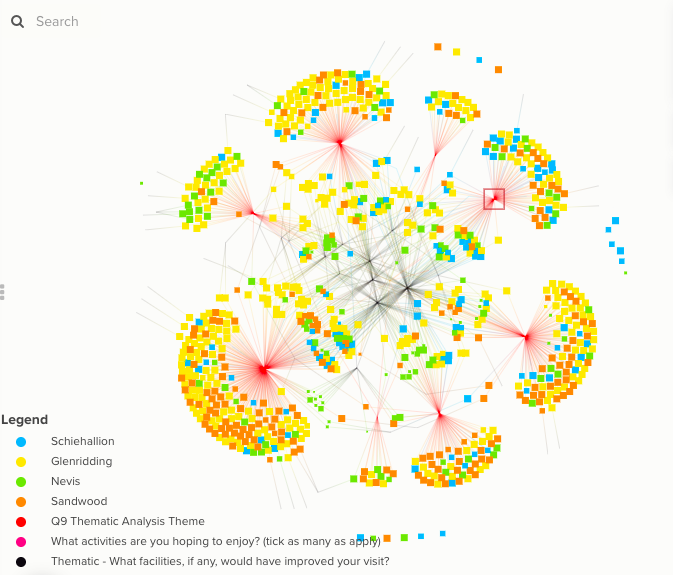 Search
Legend
Schiehallion
Glenridding
Nevis
Sandwood
Q9 Thematic Analysis Theme
What activities are you hoping to enjoy? (tick as many as apply)
Thematic - What facilities, if any, would have improved your visit?